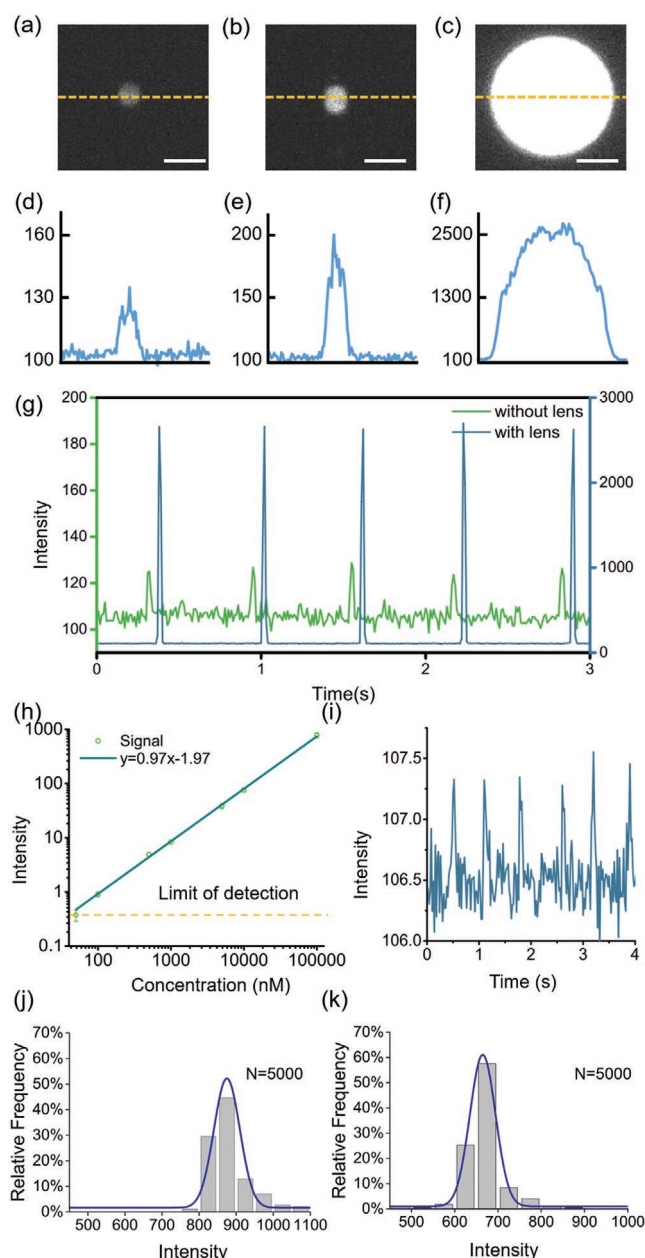 (a)
(b)
(c)
(d)
160
130
100
(e)
200
150
100
(f)
2500
1300
100
(g)
200
180
160
140
120
100
Intensity
without lens
with lens
3000
2000
1000
0
0
1
2
3
Time(s)
(h)
1000
100
10
1
0.1
Intensity
Signal
y=0.97x-1.97
Limit of detection
100
1000
10000
100000
Concentration (nM)
(i)
107.5
107.0
106.5
106.0
Intensity
0
1
2
3
4
Time (s)
(j)
70%
60%
50%
40%
30%
20%
10%
0%
Relative Frequency
N=5000
500 600 700 800 900 1000 1100
Intensity
(k)
70%
60%
50%
40%
30%
20%
10%
0%
Relative Frequency
N=5000
500 600 700 800 900 1000
Intensity